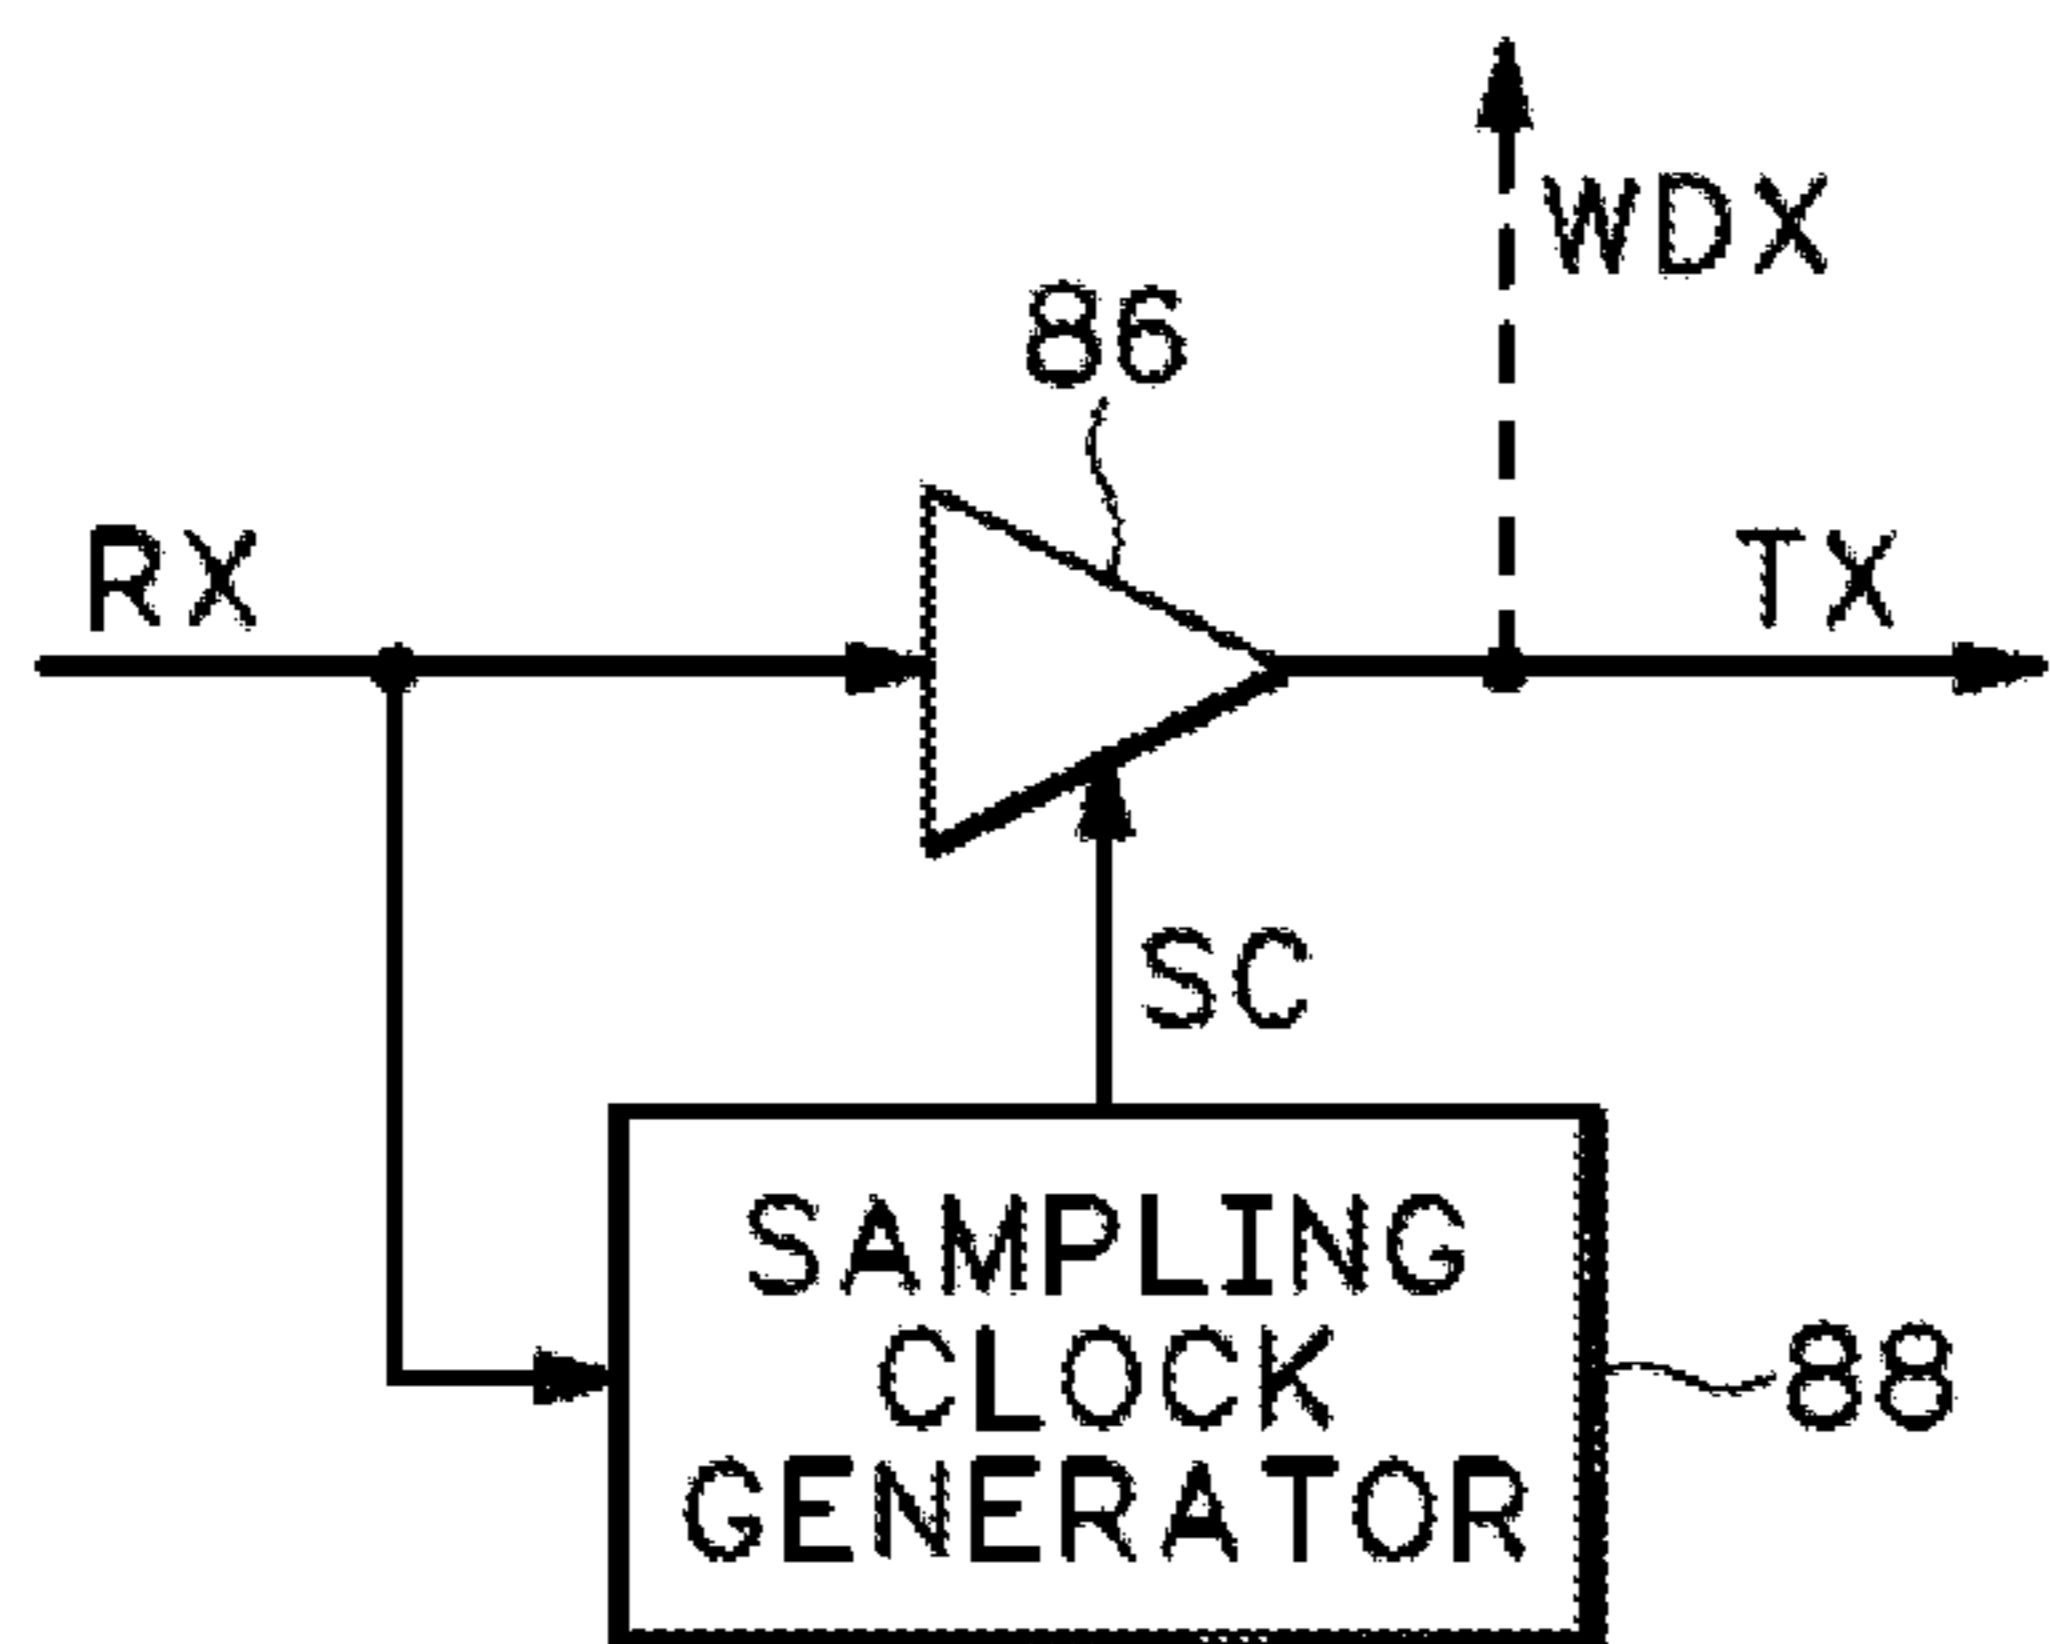 WDX
86
RX
TX
SC
SAMPLING
CLOCK
GENERATOR
88